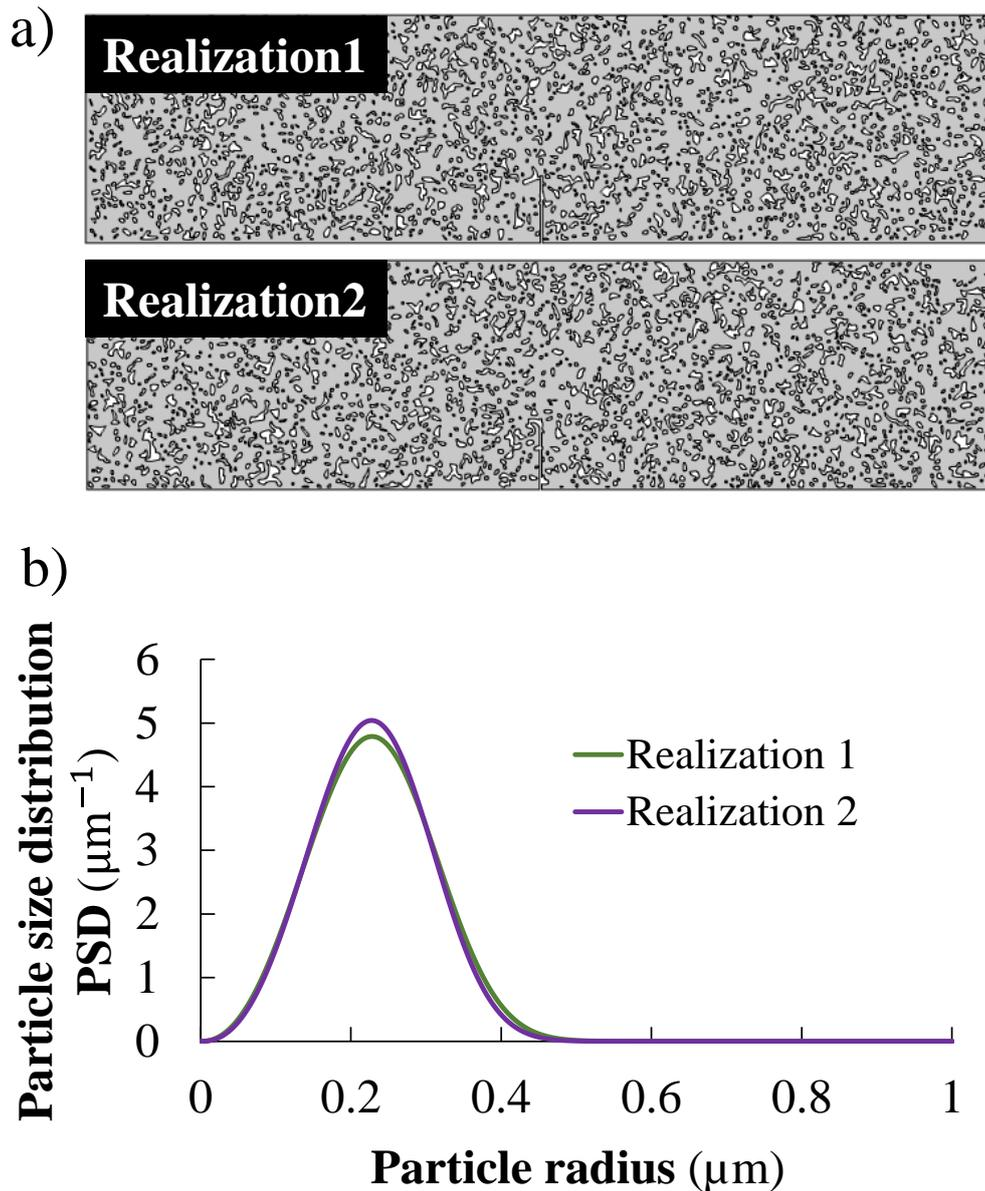 a)
Realization1
Realization2
b)
Particle size distribution
PSD (μm⁻¹)
6
5
4
3
2
1
0
Realization 1
Realization 2
0 0.2 0.4 0.6 0.8 1
Particle radius (μm)